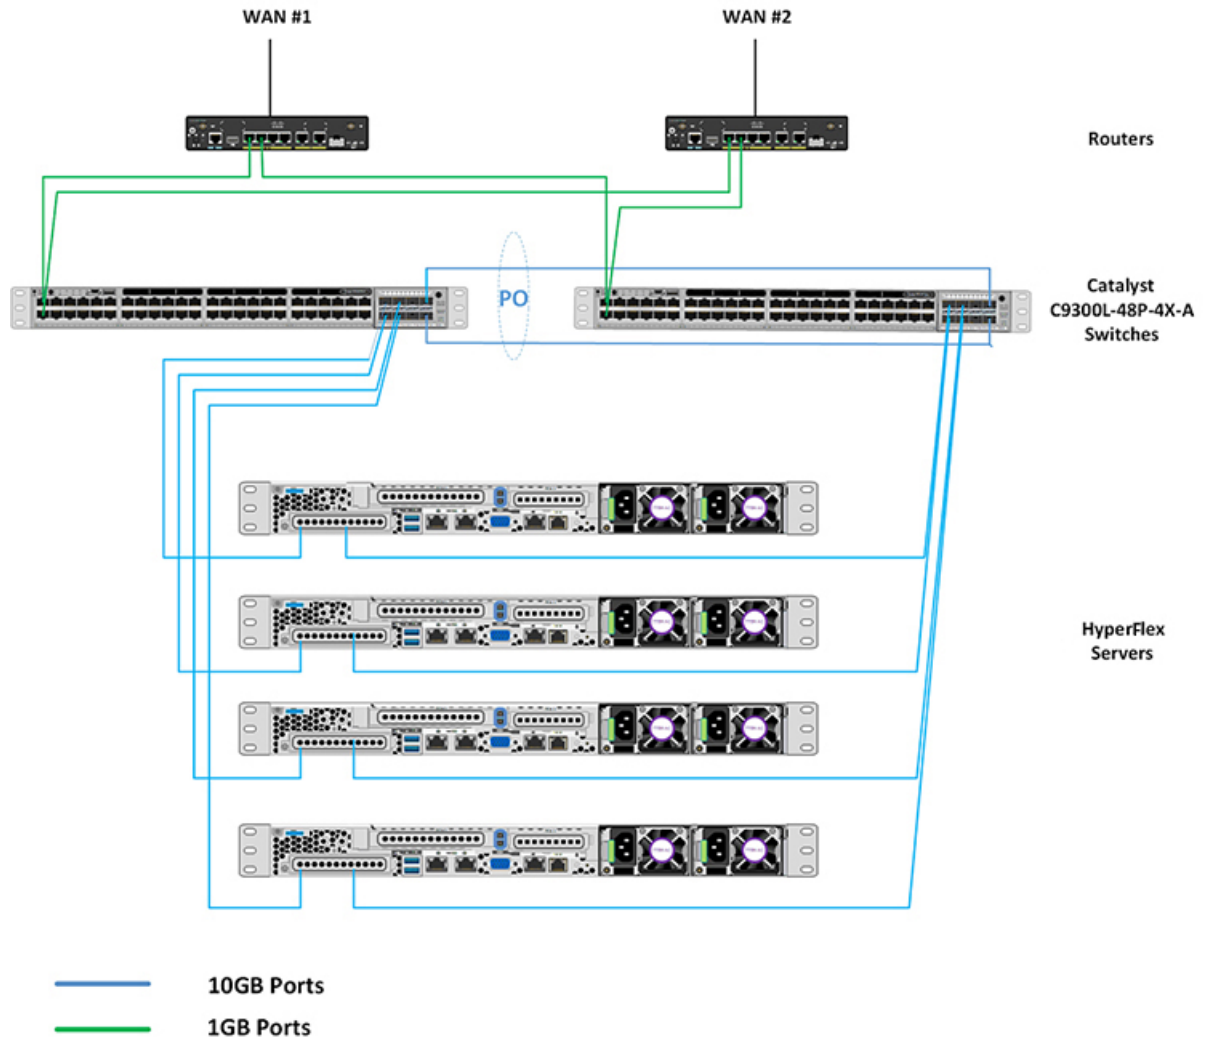 WAN #1
WAN #2
Routers
PO
Catalyst
C9300L-48P-4X-A
Switches
HyperFlex
Servers
10GB Ports
1GB Ports